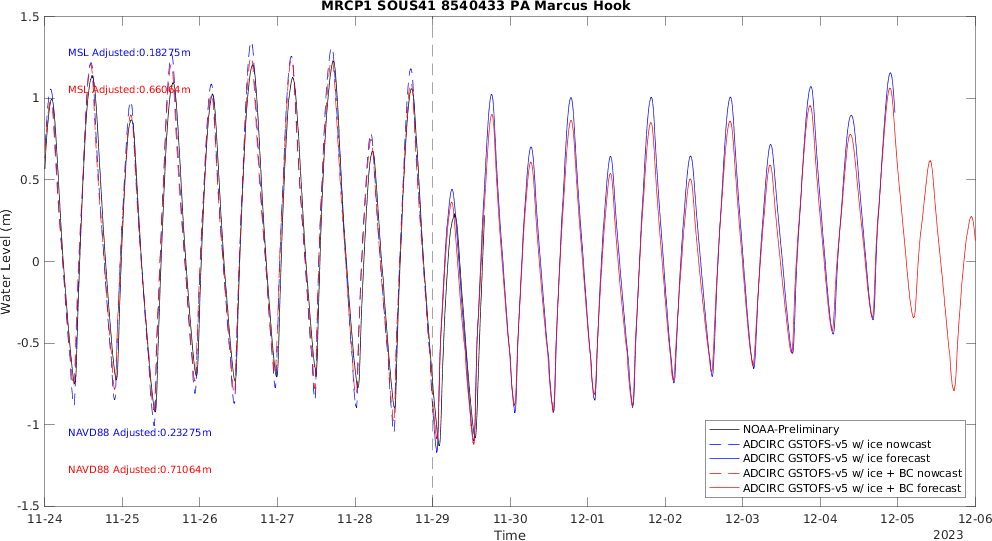 MRCP1 SOUS41 8540433 PA Marcus Hook
1.5
1
0.5
0
-0.5
-1
-1.5
Water Level (m)
MSL Adjusted:0.18275m
NAVD88 Adjusted:0.23275m
NAVD88 Adjusted:0.71064m
NOAA-Preliminary
ADCIRC GSTOFS-v5 w/ ice nowcast
ADCIRC GSTOFS-v5 w/ ice forecast
ADCIRC GSTOFS-v5 w/ ice + BC nowcast
ADCIRC GSTOFS-v5 w/ ice + BC forecast
11-24 11-25 11-26 11-27 11-28 11-29 11-30 12-01 12-02 12-03 12-04 12-05 12-06
Time
2023